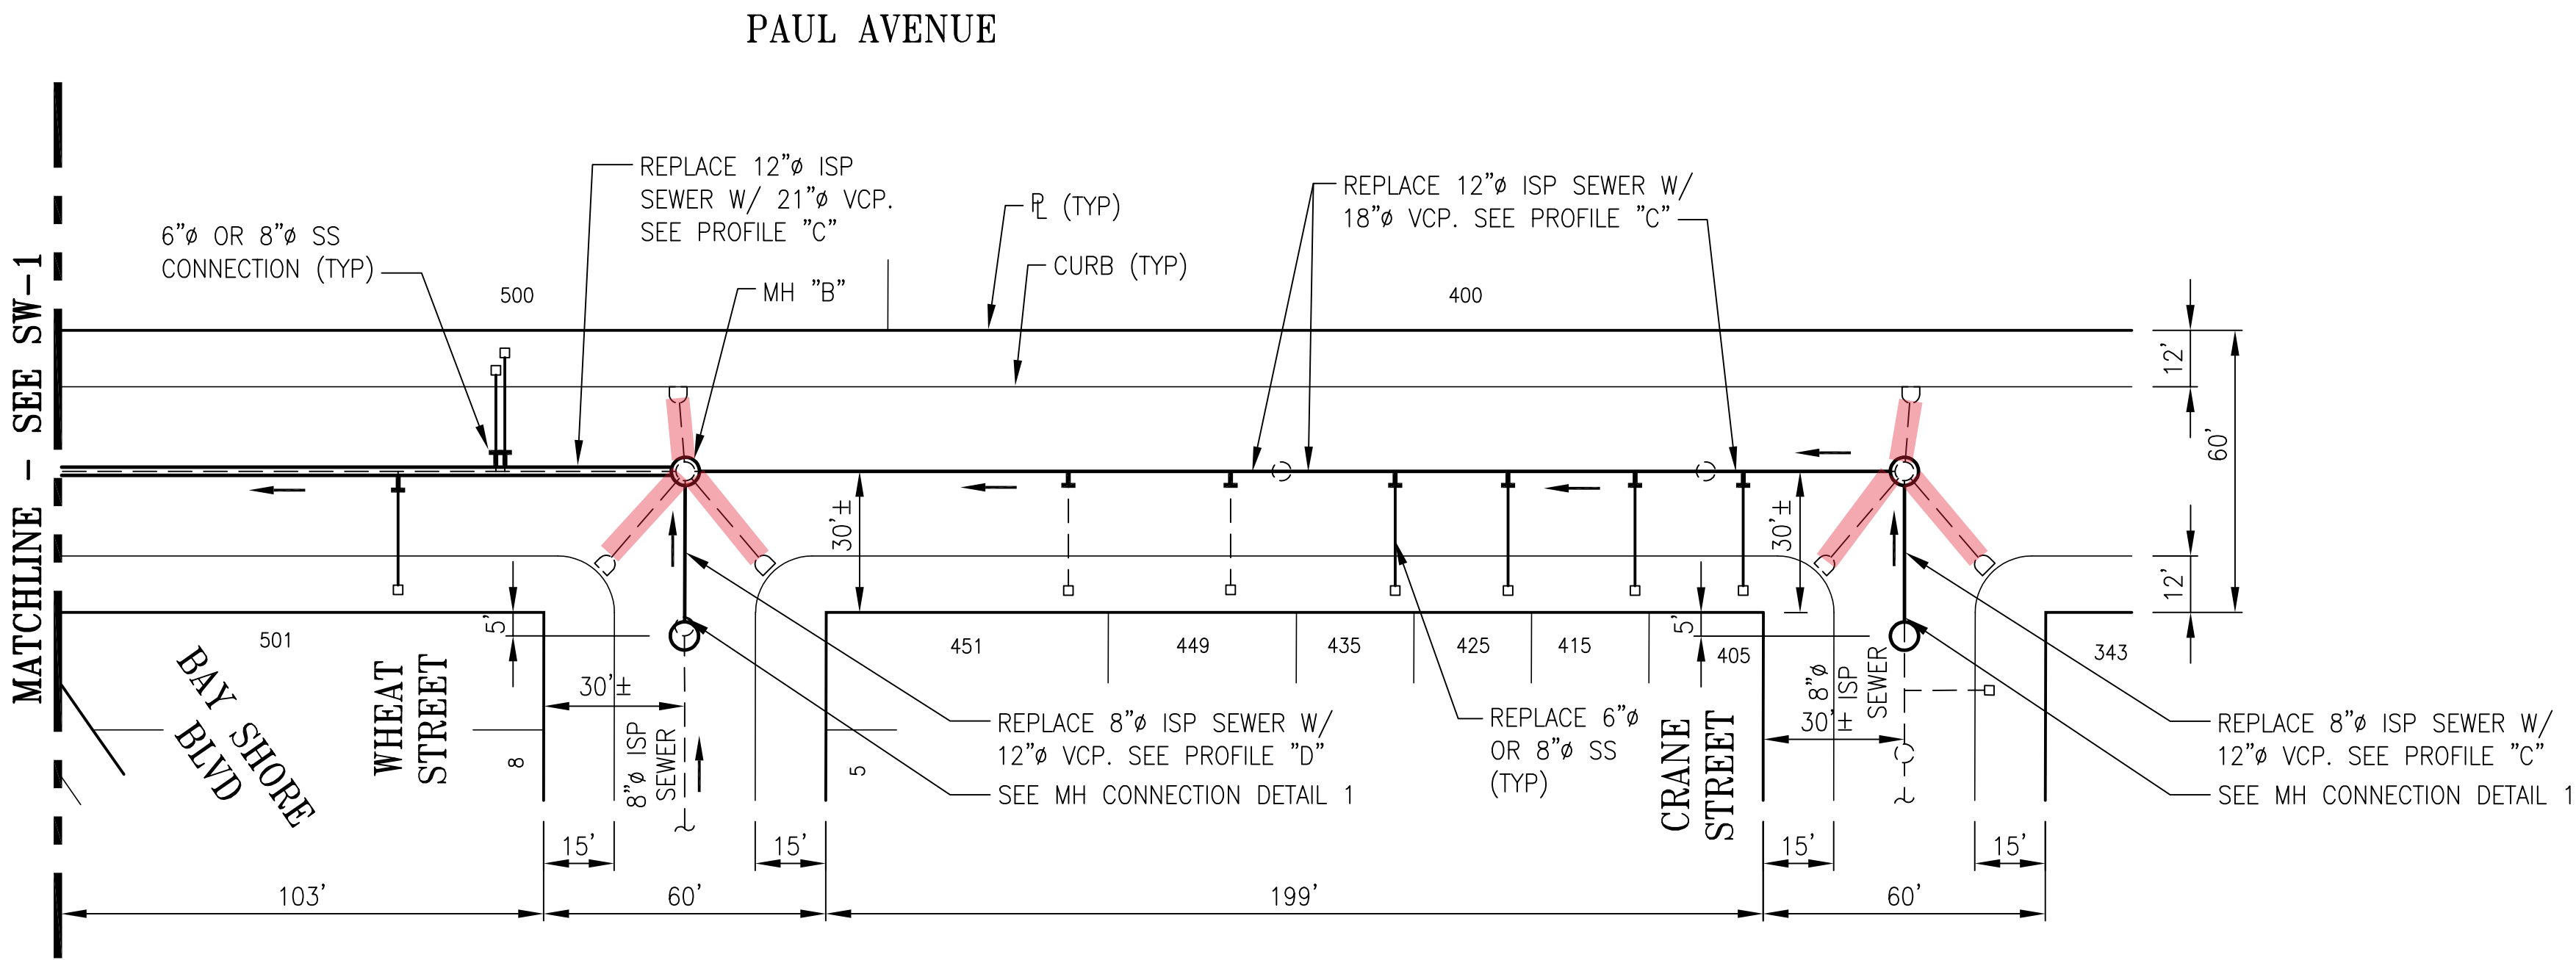 PAUL AVENUE
MATCHLINE - SEE SW-1
6"ø OR 8"ø SS
CONNECTION (TYP)
REPLACE 12"ø ISP
SEWER W/ 21"ø VCP.
SEE PROFILE "C"
MH "B"
℄ (TYP)
CURB (TYP)
REPLACE 12"ø ISP SEWER W/
18"ø VCP. SEE PROFILE "C"
500
400
12'
60'
12'
30'±
30'±
5'
5'
501
451
449
435
425
415
405
343
BAY SHORE
BLVD
WHEAT
STREET
30'±
8
8"ø ISP
SEWER
5
REPLACE 8"ø ISP SEWER W/
12"ø VCP. SEE PROFILE "D"
SEE MH CONNECTION DETAIL 1
REPLACE 6"ø
OR 8"ø SS
(TYP)
CRANE
STREET
8"ø
ISP
SEWER
30'±
REPLACE 8"ø ISP SEWER W/
12"ø VCP. SEE PROFILE "C"
SEE MH CONNECTION DETAIL 1
15'
15'
15'
15'
103'
60'
199'
60'